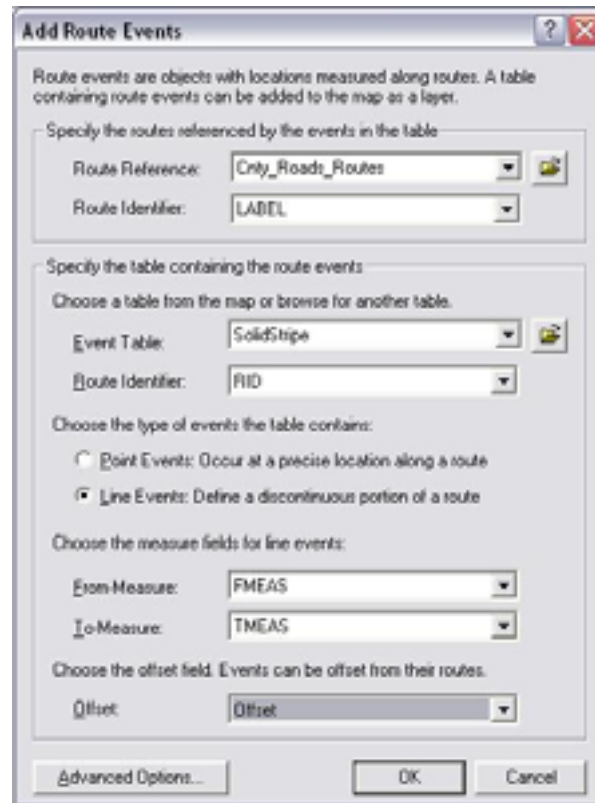 Add Route Events
Route events are objects with locations measured along routes. A table
containing route events can be added to the map as a layer.
Specify the routes referenced by the events in the table
Route Reference: Cnty_Roads_Routes
Route Identifier: LABEL
Specify the table containing the route events
Choose a table from the map or browse for another table.
Event Table: SolidStripe
Route Identifier: RID
Choose the type of events the table contains:
Point Events: Occur at a precise location along a route
Line Events: Define a discontinuous portion of a route
Choose the measure fields for line events:
From-Measure: FMEAS
To-Measure: TMEAS
Choose the offset field. Events can be offset from their routes.
Offset: Offset
Advanced Options... OK Cancel